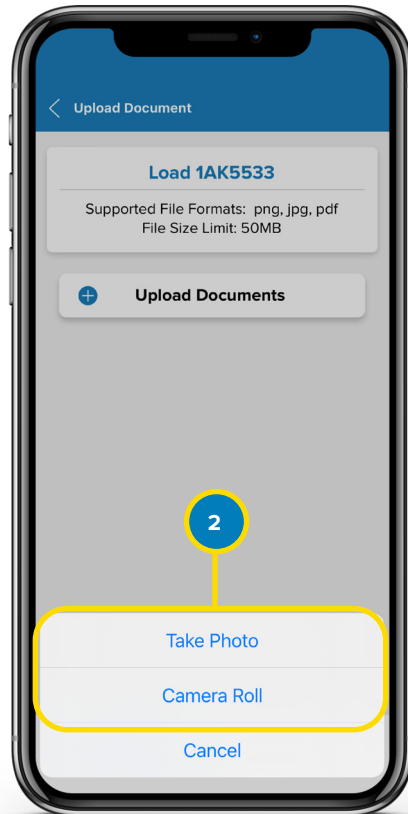 Upload Document
Load 1AK5533
Supported File Formats: png, jpg, pdf
File Size Limit: 50MB
Upload Documents
2
Take Photo
Camera Roll
Cancel